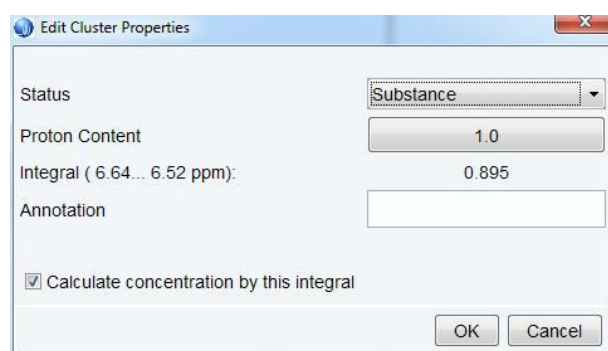 Edit Cluster Properties
Status Substance
Proton Content 1.0
Integral ( 6.64... 6.52 ppm): 0.895
Annotation
Calculate concentration by this integral
OK Cancel